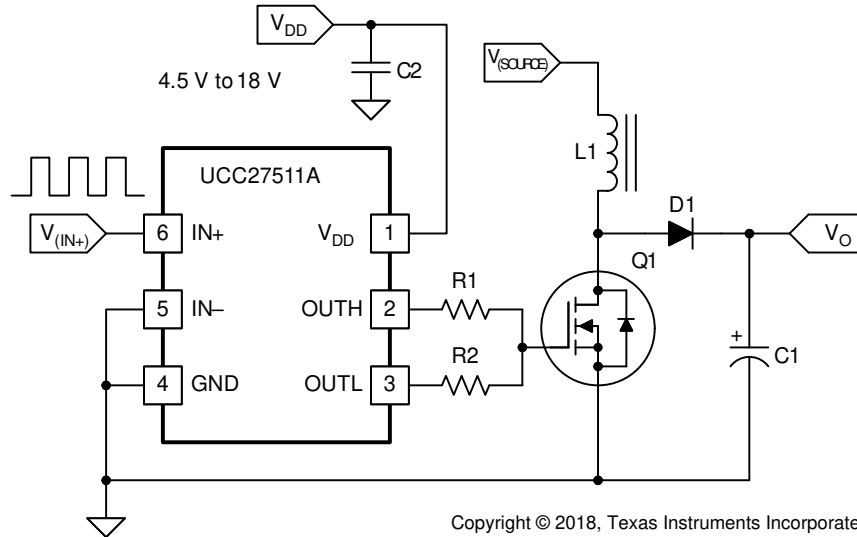 VDD
4.5 V to 18 V
C2
V(SOURCE)
L1
UCC27511A
V(IN+)
6 IN+
VDD 1
D1
VO
Q1
5 IN–
OUTH 2
R1
+
C1
4 GND
OUTL 3
R2
Copyright © 2018, Texas Instruments Incorporate